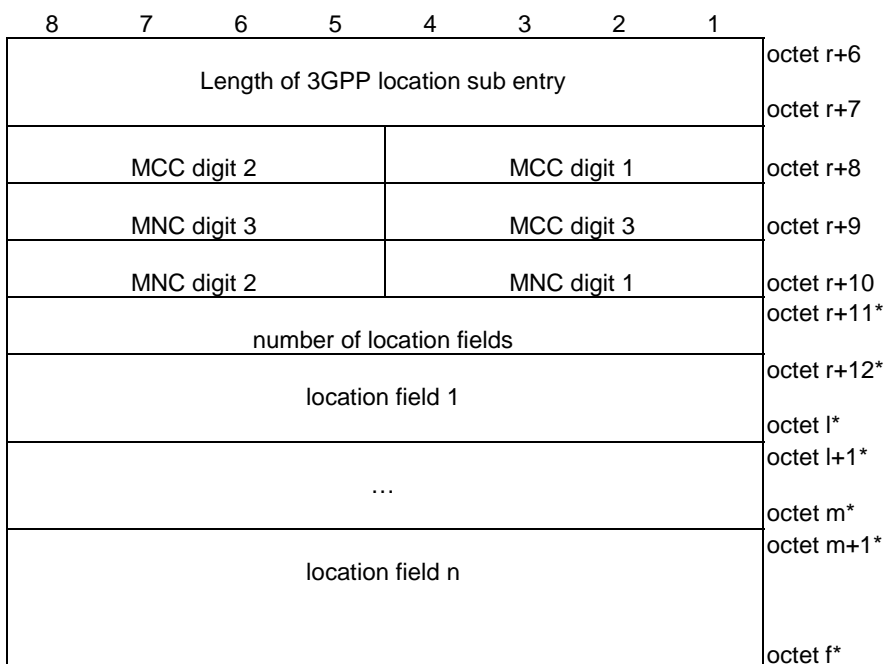 8 7 6 5 4 3 2 1
octet r+6
Length of 3GPP location sub entry
octet r+7
MCC digit 2 MCC digit 1 octet r+8
MNC digit 3 MCC digit 3 octet r+9
MNC digit 2 MNC digit 1 octet r+10
octet r+11*
number of location fields
octet r+12*
location field 1
octet l*
octet l+1*
…
octet m*
octet m+1*
location field n
octet f*